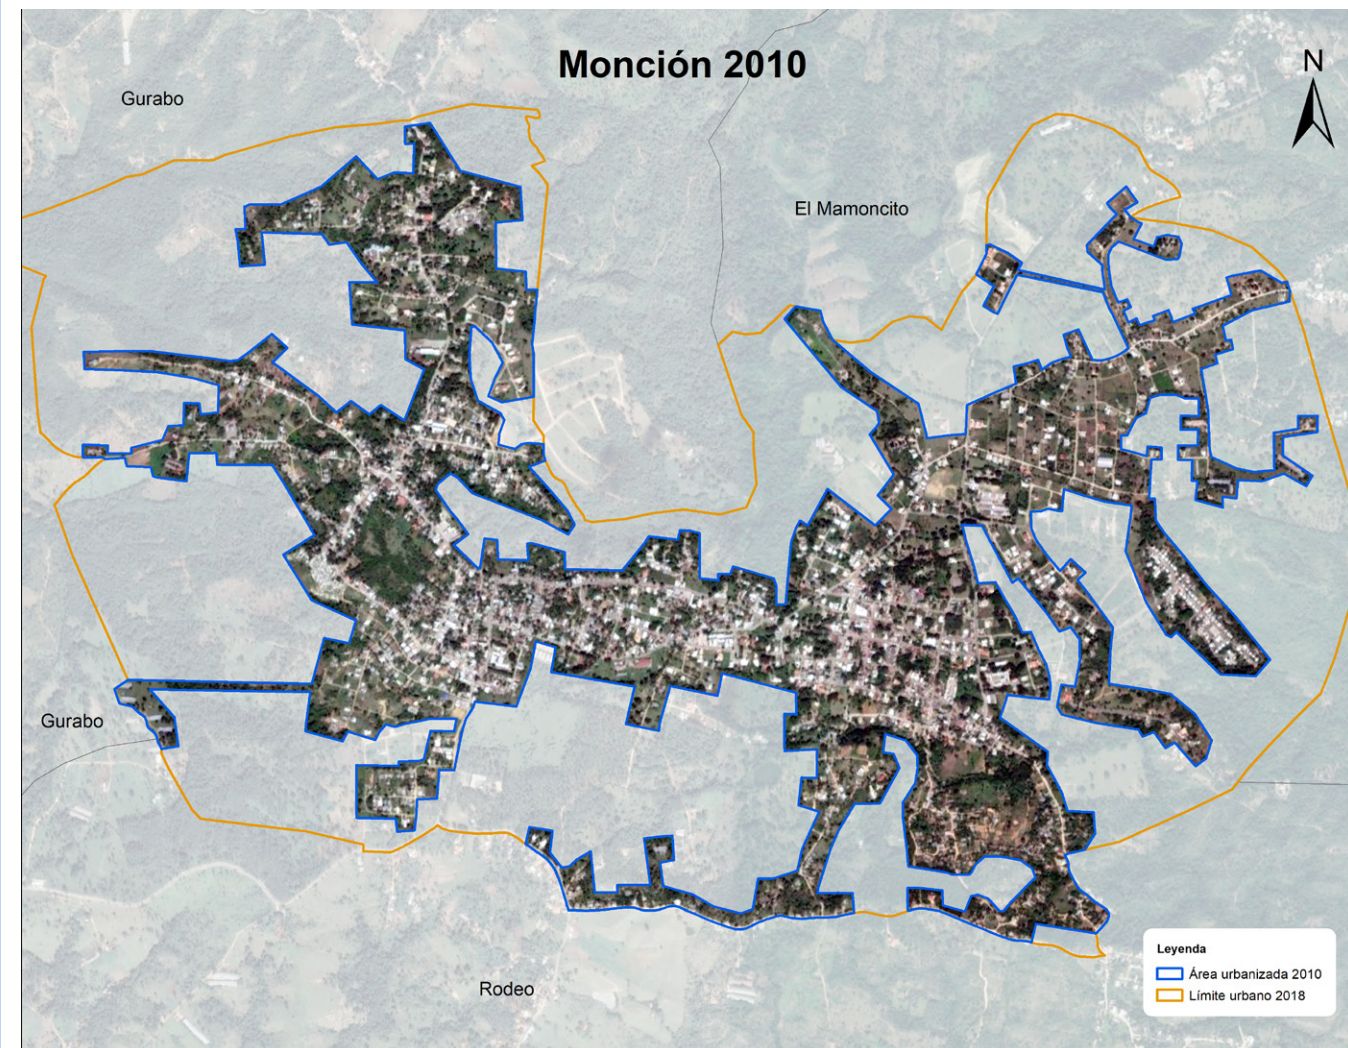 Monción 2010
N
Gurabo
El Mamoncito
Gurabo
Rodeo
Leyenda
Área urbanizada 2010
Límite urbano 2018